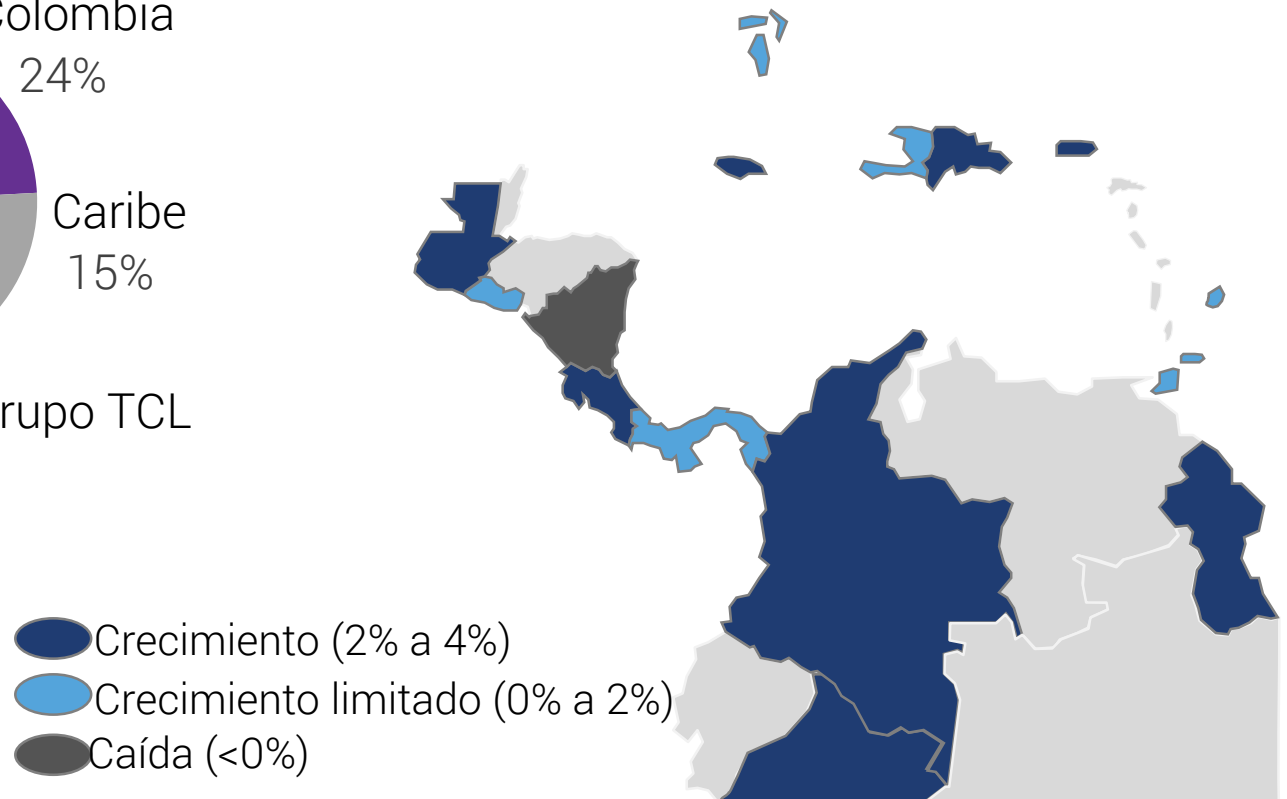 Colombia
24%
Caribe
15%
rupo TCL
Crecimiento (2% a 4%)
Crecimiento limitado (0% a 2%)
Caída (<0%)